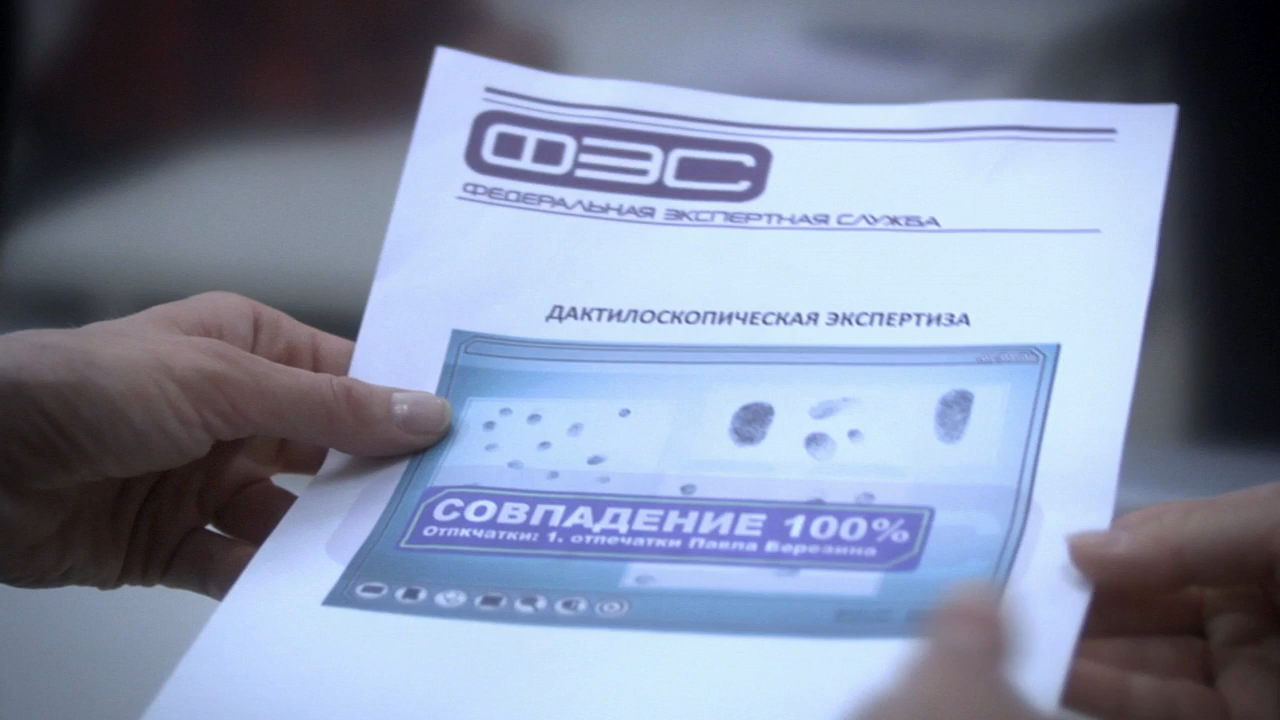 ФЭС
ФЕДЕРАЛЬНАЯ ЭКСПЕРТНАЯ СЛУЖБА
ДАКТИЛОСКОПИЧЕСКАЯ ЭКСПЕРТИЗА
СОВПАДЕНИЕ 100%
Отпкчатки: 1. отпечатки Павла Березина